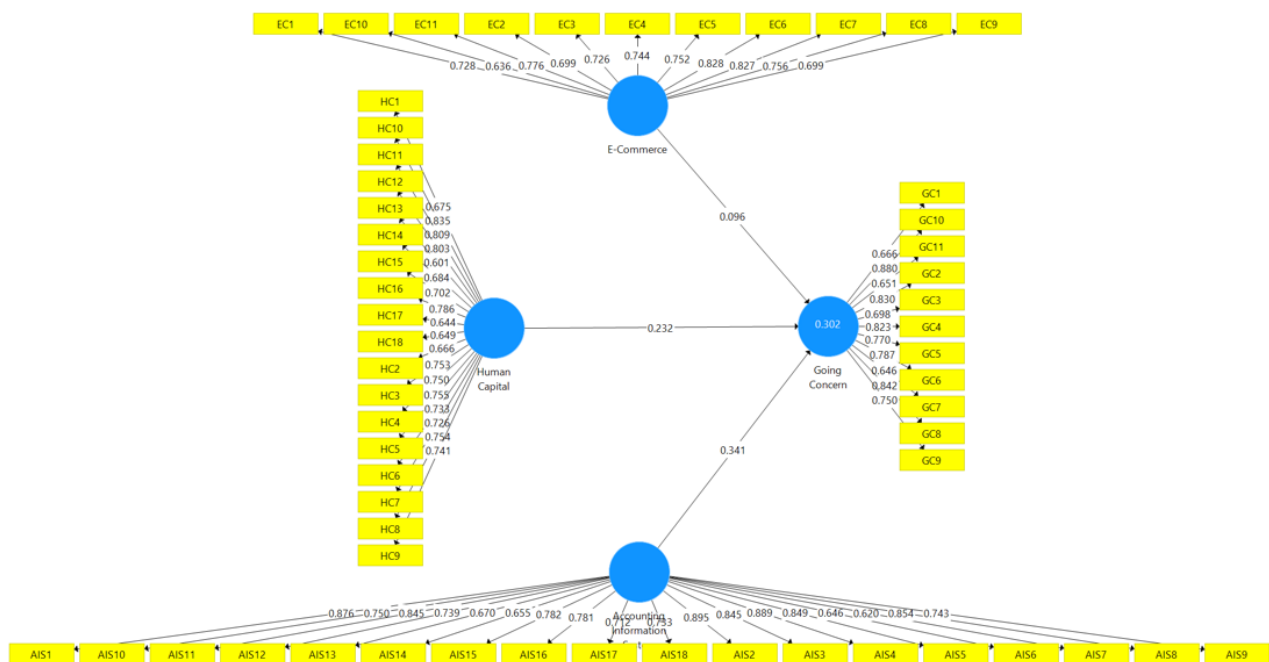 EC1 EC10 EC11 EC2 EC3 EC4 EC5 EC6 EC7 EC8 EC9
0.728 0.636 0.776 0.699 0.726 0.744 0.752 0.828 0.827 0.756 0.699
E-Commerce
HC1
HC10
HC11
HC12
HC13
HC14
HC15
HC16
HC17
HC18
HC2
HC3
HC4
HC5
HC6
HC7
HC8
HC9
0.675
0.835
0.809
0.803
0.601
0.684
0.702
0.786
0.644
0.649
0.666
0.753
0.750
0.755
0.733
0.726
0.754
0.741
Human
Capital
0.096
0.232
0.341
0.302
Going
Concern
0.666
0.880
0.651
0.830
0.698
0.823
0.770
0.787
0.646
0.842
0.750
GC1
GC10
GC11
GC2
GC3
GC4
GC5
GC6
GC7
GC8
GC9
Accounting
Information
0.876 0.750 0.845 0.739 0.670 0.655 0.782 0.781 0.712 0.753 0.895 0.845 0.889 0.849 0.646 0.620 0.854 0.743
AIS1 AIS10 AIS11 AIS12 AIS13 AIS14 AIS15 AIS16 AIS17 AIS18 AIS2 AIS3 AIS4 AIS5 AIS6 AIS7 AIS8 AIS9